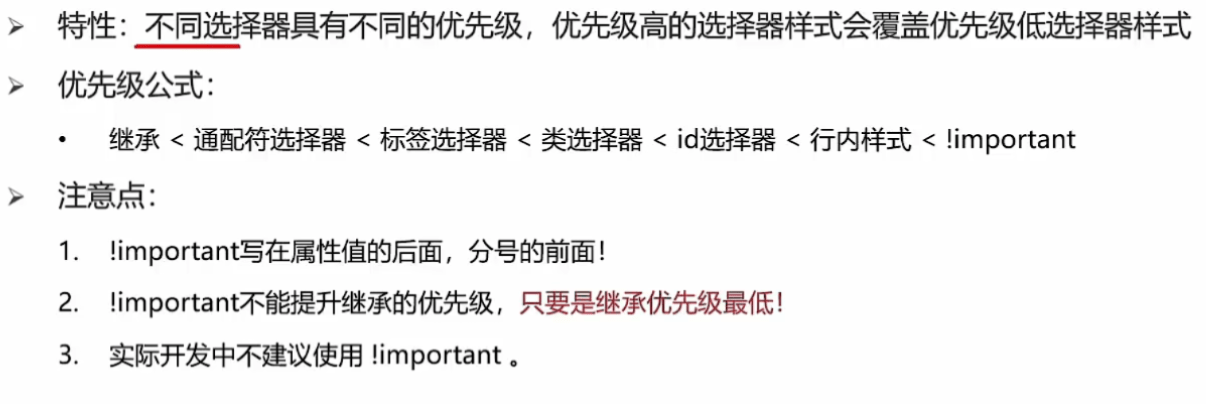 特性：不同选择器具有不同的优先级，优先级高的选择器样式会覆盖优先级低选择器样式
优先级公式：
• 继承 < 通配符选择器 < 标签选择器 < 类选择器 < id选择器 < 行内样式 < !important
注意点：
1. !important写在属性值的后面，分号的前面！
2. !important不能提升继承的优先级，只要是继承优先级最低！
3. 实际开发中不建议使用 !important 。